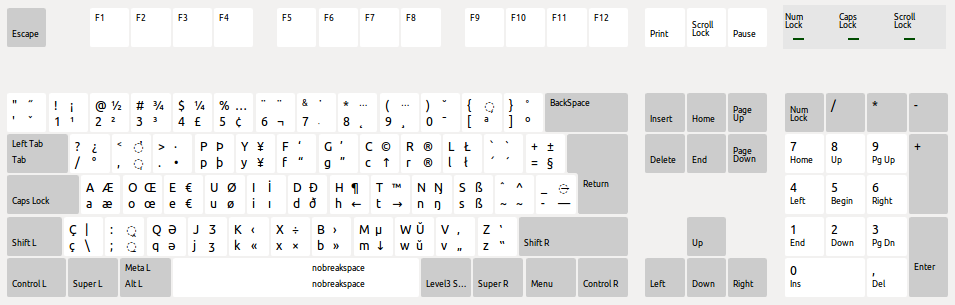 Escape F1 F2 F3 F4 F5 F6 F7 F8 F9 F10 F11 F12 Print Scroll Lock Pause Num Lock Caps Lock Scroll Lock
" ! ¡ @ ½ # ¾ $ ¼ % … ¨ ¨ & * ( ) ˘ { } ° BackSpace Insert Home Page Up Num Lock / * -
' 1 ¹ 2 ² 3 ³ 4 £ 5 ¢ 6 ¬ 7 8 9 0 [ ª ] º
Left Tab ? ¿ < > · P Þ Y ¥ F ‘ G ’ C © R ® L Ł ` ` + ± Delete End Page Down 7 8 9 +
Tab / ° , . • p þ y ¥ f “ g ” c ↑ r ® l ł ´ ´ = § Home Up Pg Up
Caps Lock A Æ O Œ E € U Ø I İ D Ð H ¶ T ™ N Ŋ S ß ˆ ^ _ Return 4 5 6
a æ o œ e € u ø i ı d ð h ← t → n ŋ s ß ~ ~ - — Left Begin Right
Shift L Ç | : Q Ə J Ʒ K ‹ X ÷ B › M µ W Ŭ V ‚ Z ‛ Shift R Up 1 2 3 Enter
ç \ ; q ə j ʒ k « x × b » m ↓ w ŭ v „ z ‟ End Down Pg Dn
Control L Super L Meta L nobreakspace Level3 S... Super R Menu Control R Left Down Right 0 ,
Alt L nobreakspace Ins Del